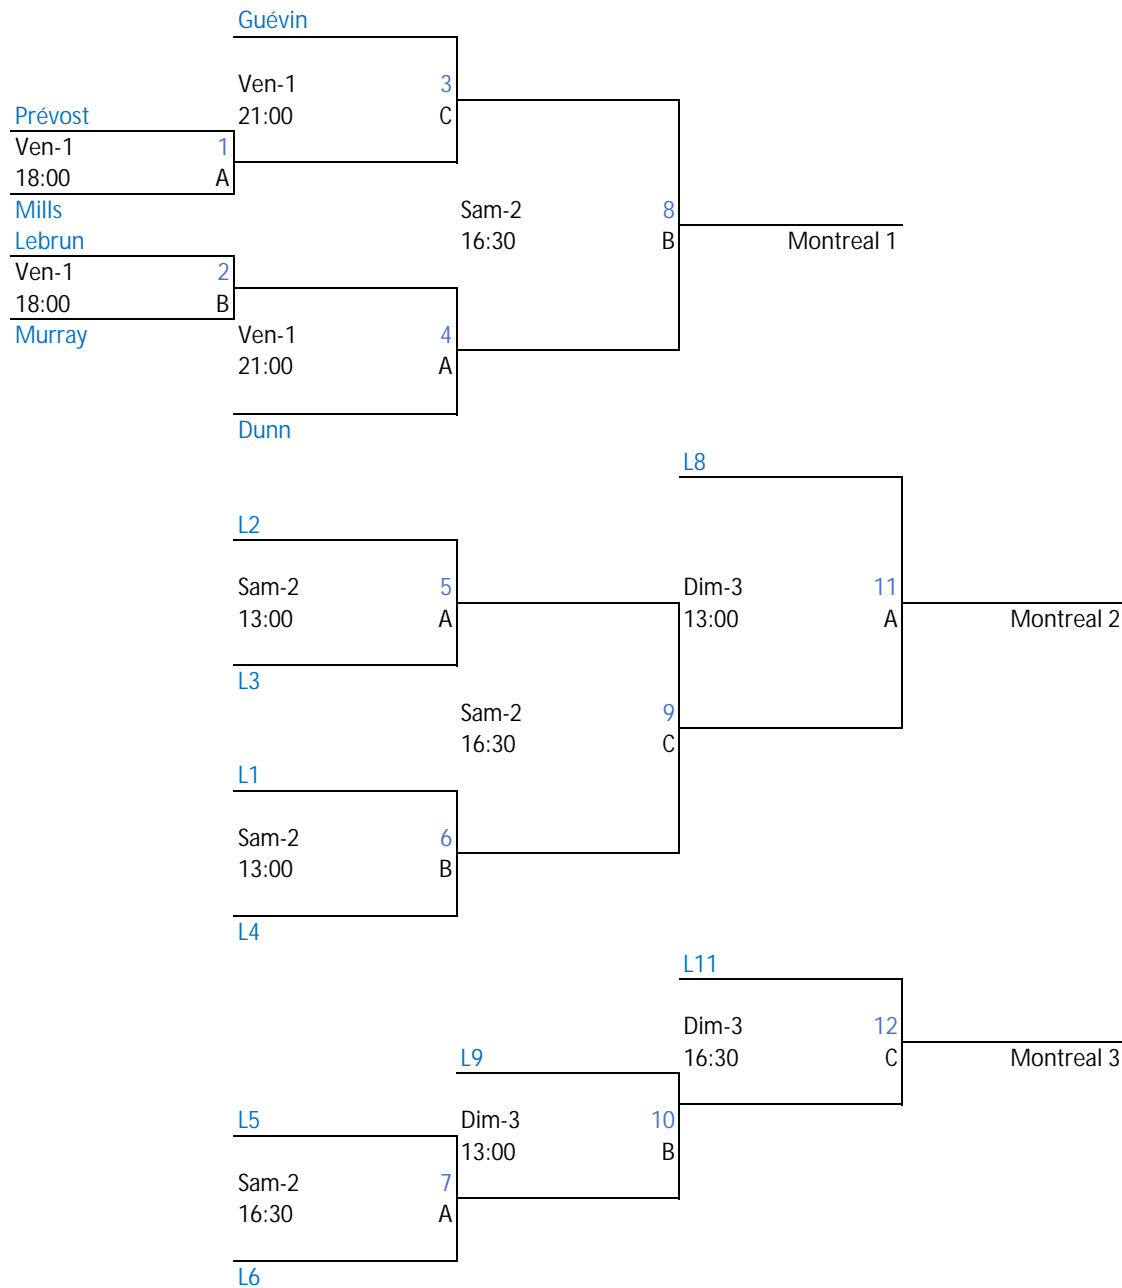 Guévin
Ven-1 3
21:00 C
Prévost
Ven-1 1
18:00 A
Mills
Sam-2 8
16:30 B
Montreal 1
Lebrun
Ven-1 2
18:00 B
Murray
Ven-1 4
21:00 A
Dunn
L8
L2
Sam-2 5
13:00 A
L3
Dim-3 11
13:00 A
Montreal 2
Sam-2 9
16:30 C
L1
Sam-2 6
13:00 B
L4
L11
Dim-3 12
16:30 C
Montreal 3
L9
Dim-3 10
13:00 B
L5
Sam-2 7
16:30 A
L6